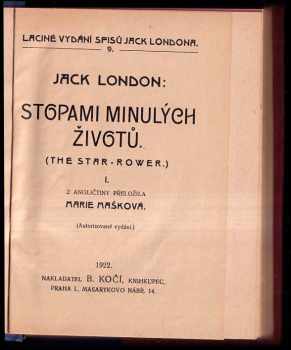 LACINÉ VYDÁNÍ SPISŮ JACK LONDONA.
9.
JACK LONDON:
STOPAMI MINULÝCH
ŽIVOTŮ.
(THE STAR-ROWER.)
I.
Z ANGLIČTINY PŘELOŽILA
MARIE MAŠKOVÁ.
(Autorisované vydání.)
1922.
NAKLADATEL B. KOČÍ, KNIHKUPEC,
PRAHA I., MASARYKOVO NÁBŘ. 14.